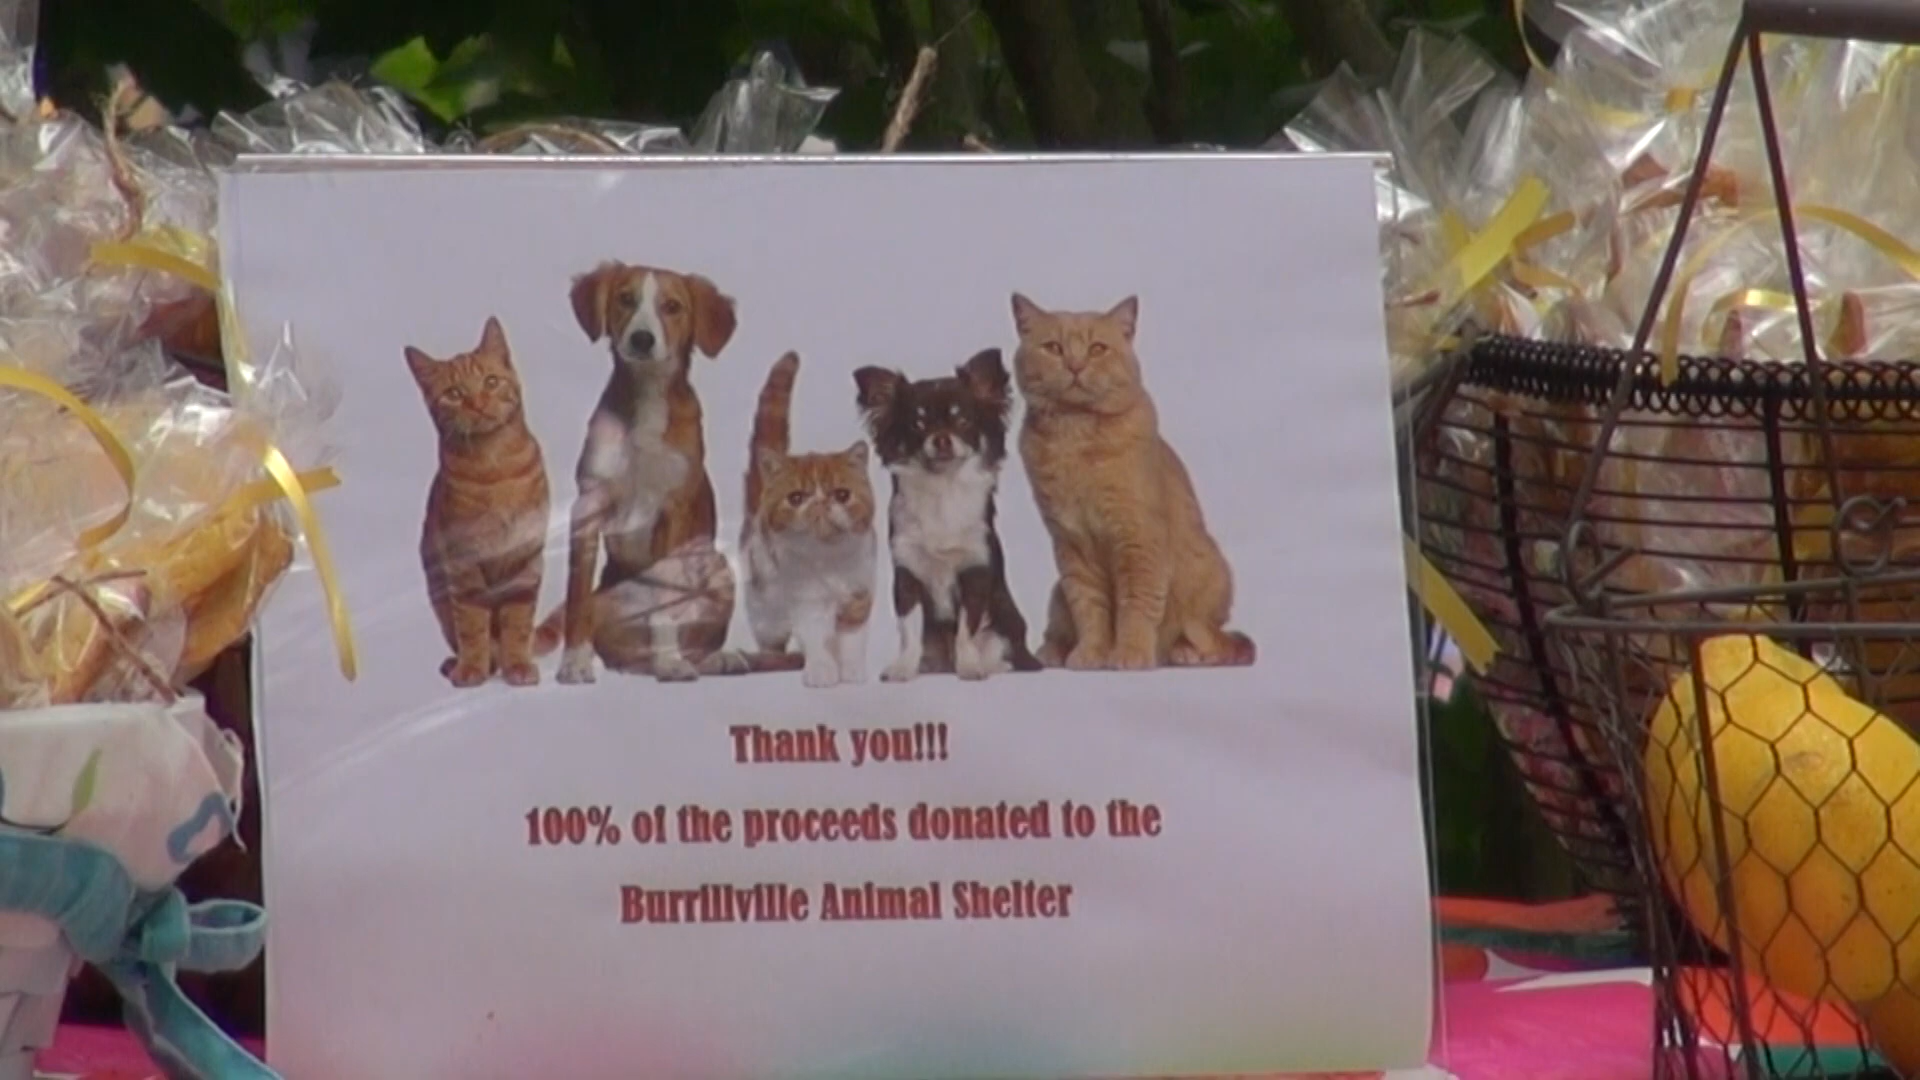 Thank you!!!
100% of the proceeds donated to the
Burrillville Animal Shelter